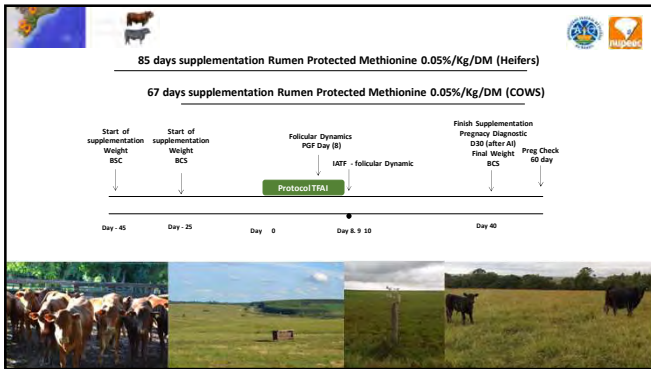 nupeec
85 days supplementation Rumen Protected Methionine 0.05%/Kg/DM (Heifers)
67 days supplementation Rumen Protected Methionine 0.05%/Kg/DM (COWS)
Start of
supplementation
Weight
BSC
Start of
supplementation
Weight
BCS
Folicular Dynamics
PGF Day (8)
IATF - folicular Dynamic
Finish Supplementation
Pregnacy Diagnostic
D30 (after AI)
Final Weight
BCS
Preg Check
60 day
Protocol TFAI
Day - 45
Day - 25
Day 0
Day 8. 9 10
Day 40